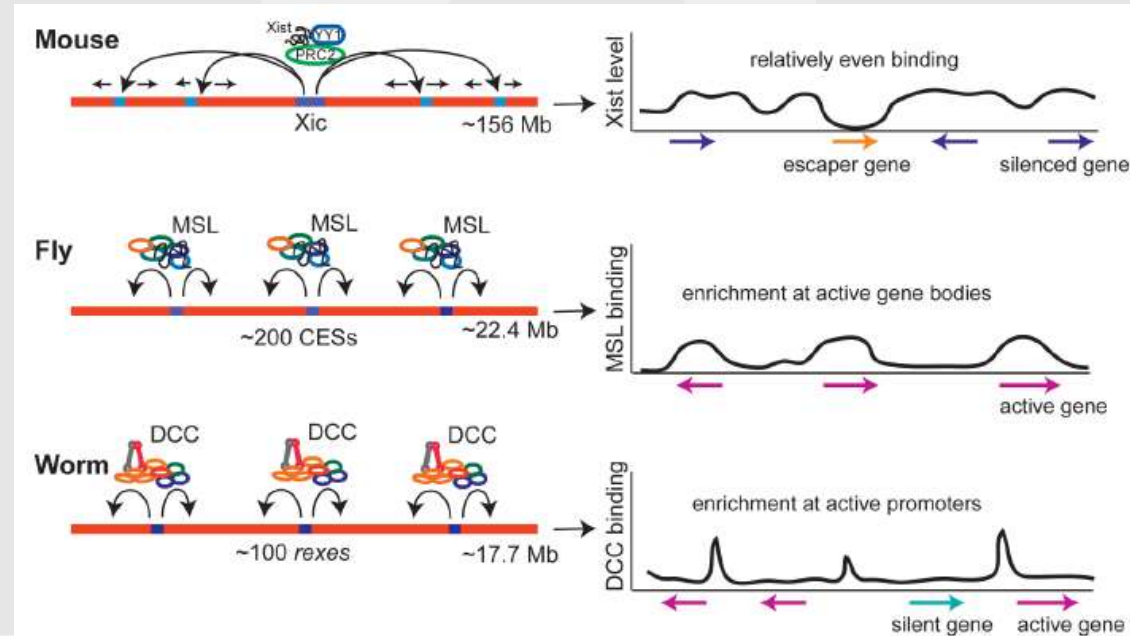 Mouse
Xist
YY1
PRC2
Xic
~156 Mb
Xist level
relatively even binding
escaper gene
silenced gene
Fly
MSL
MSL
MSL
~200 CESs
~22.4 Mb
MSL binding
enrichment at active gene bodies
active gene
Worm
DCC
DCC
DCC
~100 rexes
~17.7 Mb
DCC binding
enrichment at active promoters
silent gene
active gene